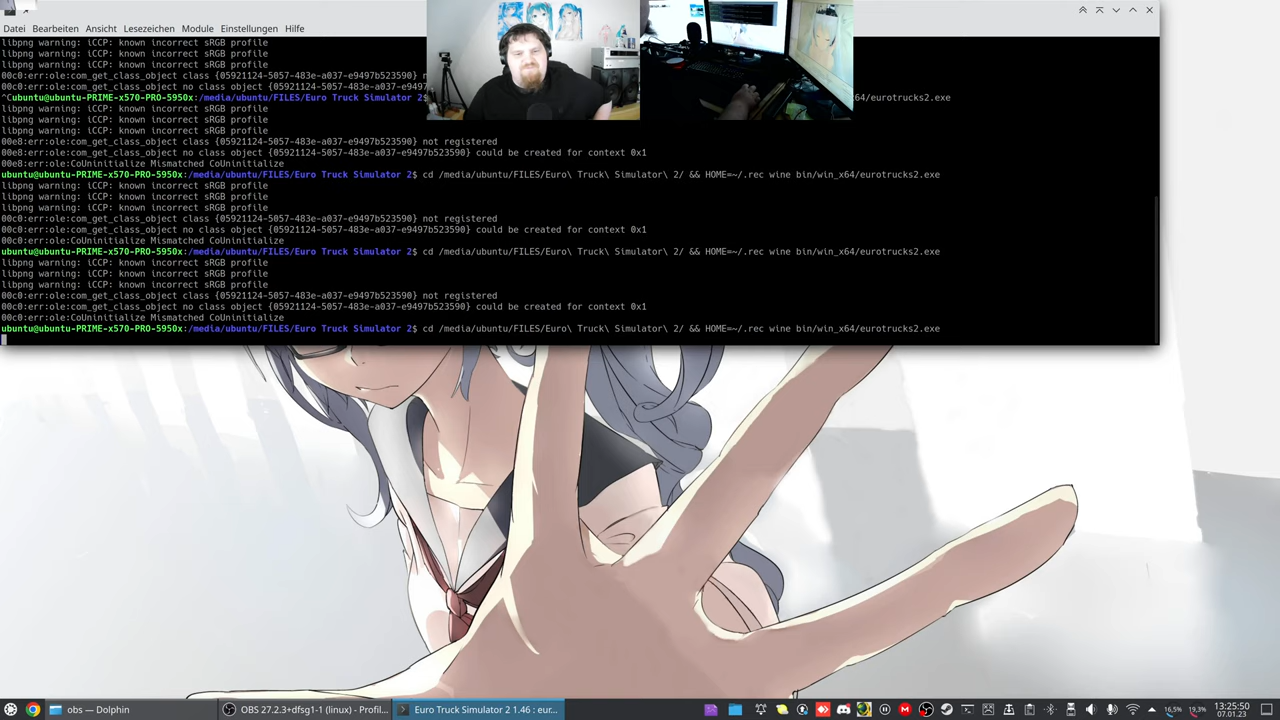 Datei Bearbeiten Ansicht Lesezeichen Module Einstellungen Hilfe
libpng warning: iCCP: known incorrect sRGB profile
libpng warning: iCCP: known incorrect sRGB profile
libpng warning: iCCP: known incorrect sRGB profile
00c0:err:ole:com_get_class_object class {05921124-5057-483e-a037-e9497b523590}
00c0:err:ole:com_get_class_object no class object {05921124-5057-483e-a037-e9497
^Cubuntu@ubuntu-PRIME-x570-PRO-5950x:/media/ubuntu/FILES/Euro Truck Simulator 2$ 64/eurotrucks2.exe
libpng warning: iCCP: known incorrect sRGB profile
libpng warning: iCCP: known incorrect sRGB profile
libpng warning: iCCP: known incorrect sRGB profile
00e8:err:ole:com_get_class_object class {05921124-5057-483e-a037-e9497b523590} not registered
00e8:err:ole:com_get_class_object no class object {05921124-5057-483e-a037-e9497b523590} could be created for context 0x1
00e8:err:ole:CoUninitialize Mismatched CoUninitialize
ubuntu@ubuntu-PRIME-x570-PRO-5950x:/media/ubuntu/FILES/Euro Truck Simulator 2$ cd /media/ubuntu/FILES/Euro\ Truck\ Simulator\ 2/ && HOME=~/.rec wine bin/win_x64/eurotrucks2.exe
libpng warning: iCCP: known incorrect sRGB profile
libpng warning: iCCP: known incorrect sRGB profile
libpng warning: iCCP: known incorrect sRGB profile
00c0:err:ole:com_get_class_object class {05921124-5057-483e-a037-e9497b523590} not registered
00c0:err:ole:com_get_class_object no class object {05921124-5057-483e-a037-e9497b523590} could be created for context 0x1
00c0:err:ole:CoUninitialize Mismatched CoUninitialize
ubuntu@ubuntu-PRIME-x570-PRO-5950x:/media/ubuntu/FILES/Euro Truck Simulator 2$ cd /media/ubuntu/FILES/Euro\ Truck\ Simulator\ 2/ && HOME=~/.rec wine bin/win_x64/eurotrucks2.exe
libpng warning: iCCP: known incorrect sRGB profile
libpng warning: iCCP: known incorrect sRGB profile
libpng warning: iCCP: known incorrect sRGB profile
00c0:err:ole:com_get_class_object class {05921124-5057-483e-a037-e9497b523590} not registered
00c0:err:ole:com_get_class_object no class object {05921124-5057-483e-a037-e9497b523590} could be created for context 0x1
00c0:err:ole:CoUninitialize Mismatched CoUninitialize
ubuntu@ubuntu-PRIME-x570-PRO-5950x:/media/ubuntu/FILES/Euro Truck Simulator 2$ cd /media/ubuntu/FILES/Euro\ Truck\ Simulator\ 2/ && HOME=~/.rec wine bin/win_x64/eurotrucks2.exe
obs — Dolphin
OBS 27.2.3+dfsg1-1 (linux) - Profil...
Euro Truck Simulator 2 1.46 : eur...
16,5% 19,3%
13:25:50
07.01.23